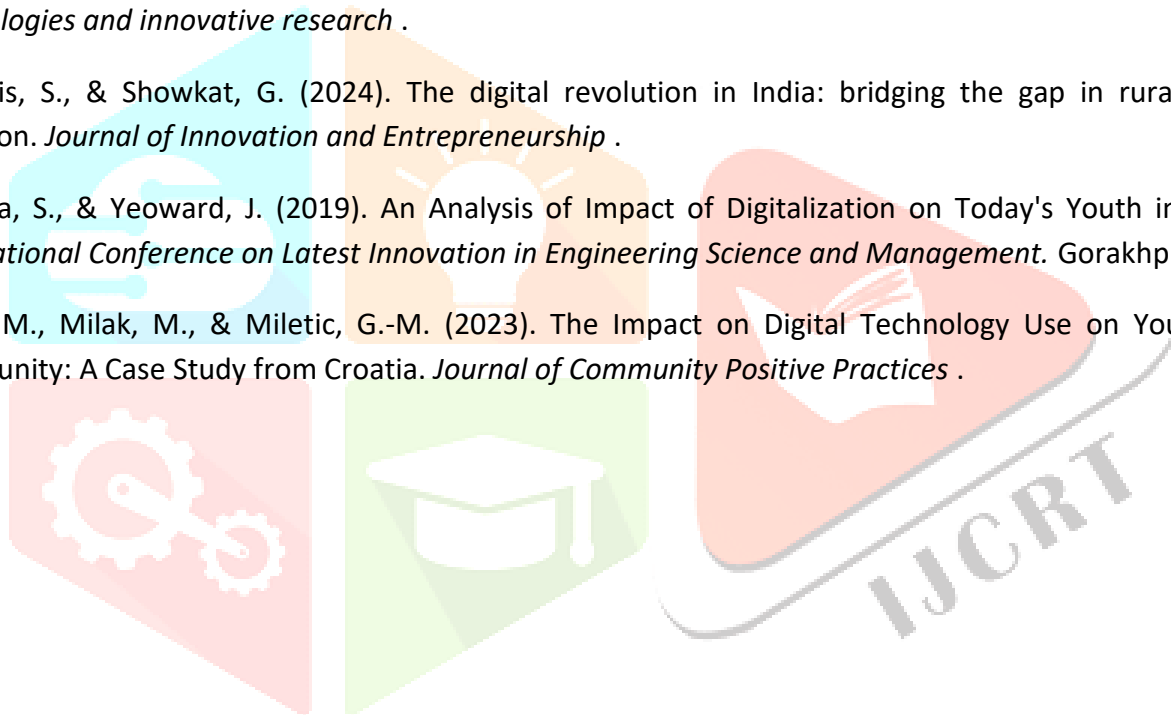 logies and innovative research .
is, S., & Showkat, G. (2024). The digital revolution in India: bridging the gap in rura
on. Journal of Innovation and Entrepreneurship .
a, S., & Yeoward, J. (2019). An Analysis of Impact of Digitalization on Today's Youth in
ational Conference on Latest Innovation in Engineering Science and Management. Gorakhp
M., Milak, M., & Miletic, G.-M. (2023). The Impact on Digital Technology Use on You
unity: A Case Study from Croatia. Journal of Community Positive Practices .
IJCRT